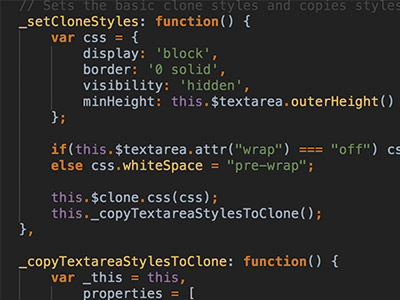 // Sets the basic clone styles and copies styles
_setCloneStyles: function() {
var css = {
display: 'block',
border: '0 solid',
visibility: 'hidden',
minHeight: this.$textarea.outerHeight()
};
if(this.$textarea.attr("wrap") === "off") cs
else css.whiteSpace = "pre-wrap";
this.$clone.css(css);
this._copyTextareaStylesToClone();
},
_copyTextareaStylesToClone: function() {
var _this = this,
properties = [